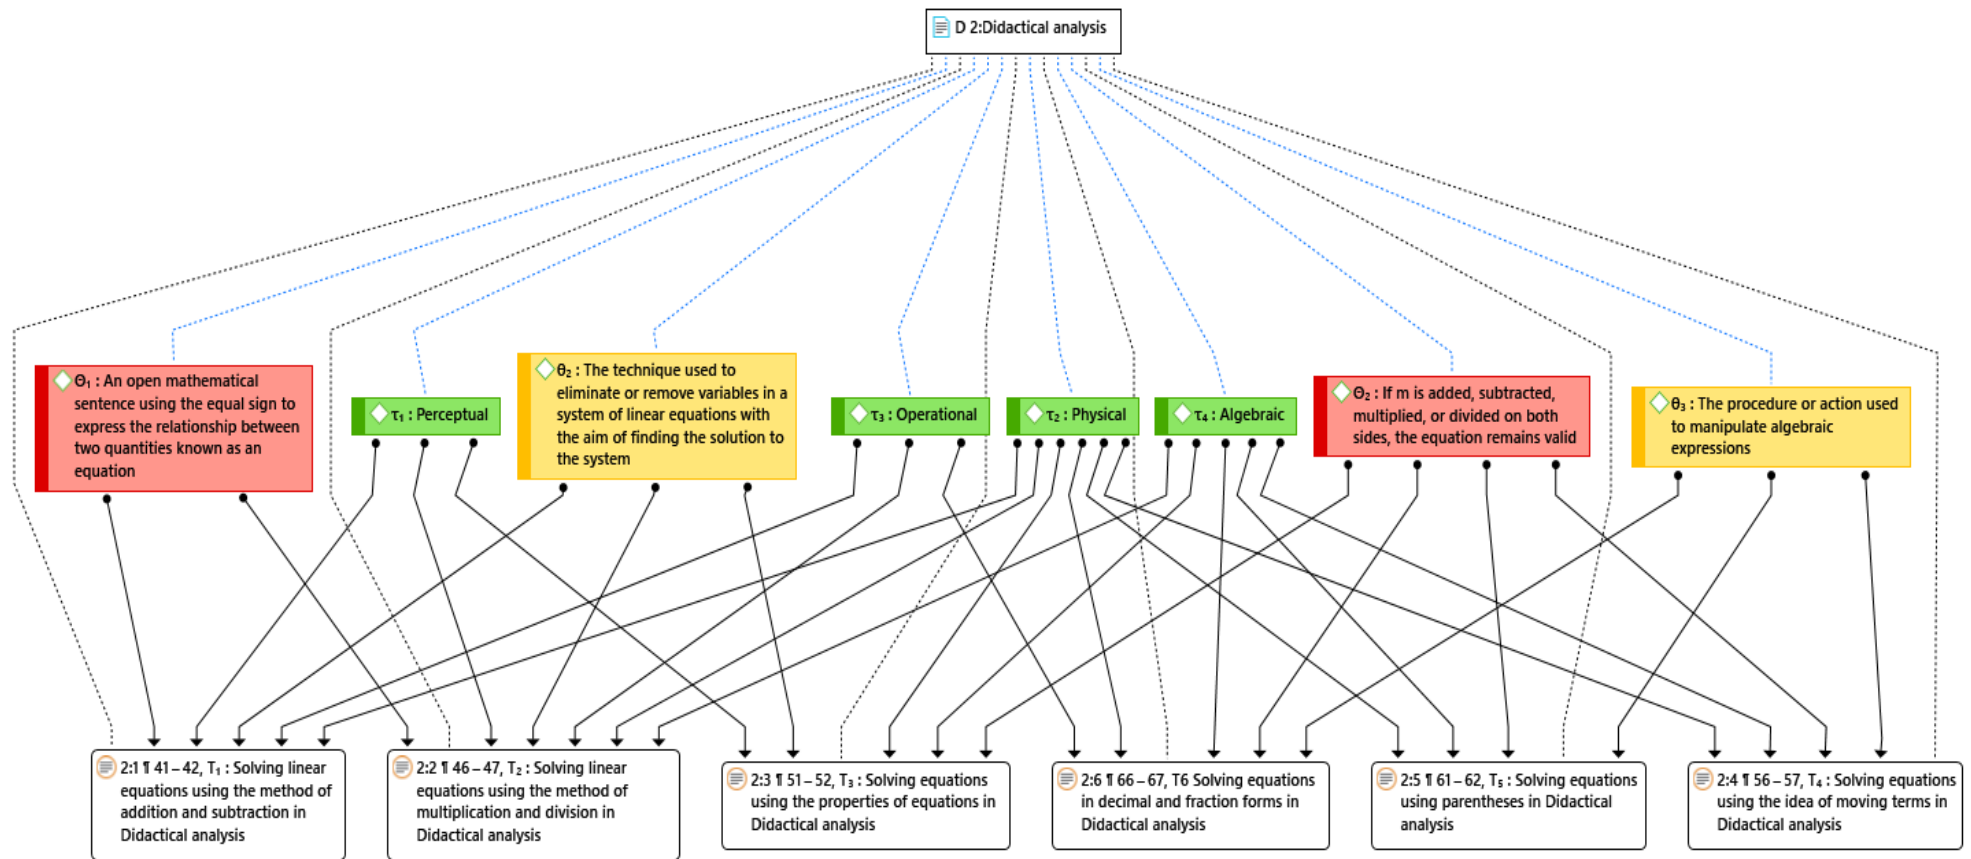 D 2:Didactical analysis
Θ₁ : An open mathematical
sentence using the equal sign to
express the relationship between
two quantities known as an
equation
τ₁ : Perceptual
θ₂ : The technique used to
eliminate or remove variables in a
system of linear equations with
the aim of finding the solution to
the system
τ₃ : Operational
τ₂ : Physical
τ₄ : Algebraic
Θ₂ : If m is added, subtracted,
multiplied, or divided on both
sides, the equation remains valid
θ₃ : The procedure or action used
to manipulate algebraic
expressions
2:1 ¶ 41 – 42, T₁ : Solving linear
equations using the method of
addition and subtraction in
Didactical analysis
2:2 ¶ 46 – 47, T₂ : Solving linear
equations using the method of
multiplication and division in
Didactical analysis
2:3 ¶ 51 – 52, T₃ : Solving equations
using the properties of equations in
Didactical analysis
2:6 ¶ 66 – 67, T6 Solving equations
in decimal and fraction forms in
Didactical analysis
2:5 ¶ 61 – 62, T₅ : Solving equations
using parentheses in Didactical
analysis
2:4 ¶ 56 – 57, T₄ : Solving equations
using the idea of moving terms in
Didactical analysis